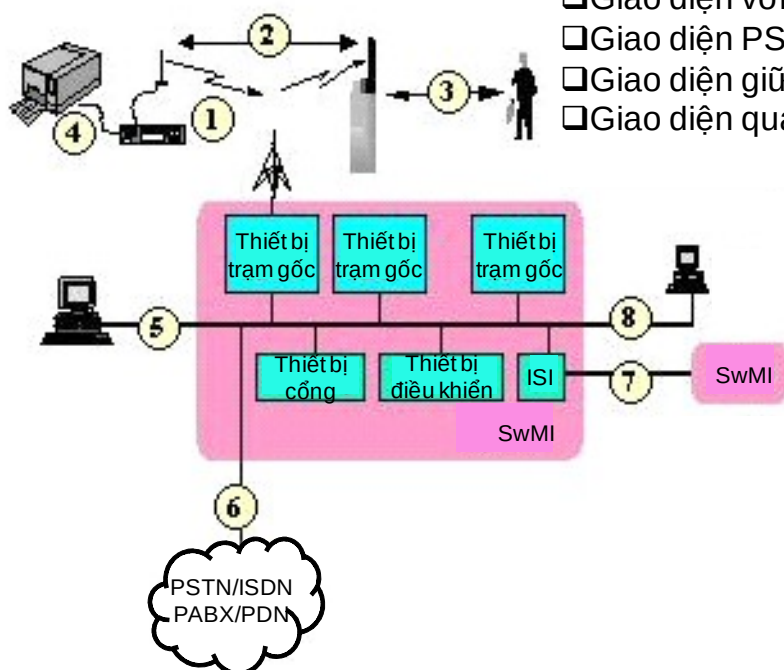 ❑Giao diện
❑Giao diện PS
❑Giao diện giữ
❑Giao diện qu
2
1
3
4
Thiết bị
trạm gốc
Thiết bị
trạm gốc
Thiết bị
trạm gốc
5
8
Thiết bị
cổng
Thiết bị
điều khiển
ISI
7
SwMI
SwMI
6
PSTN/ISDN
PABX/PDN